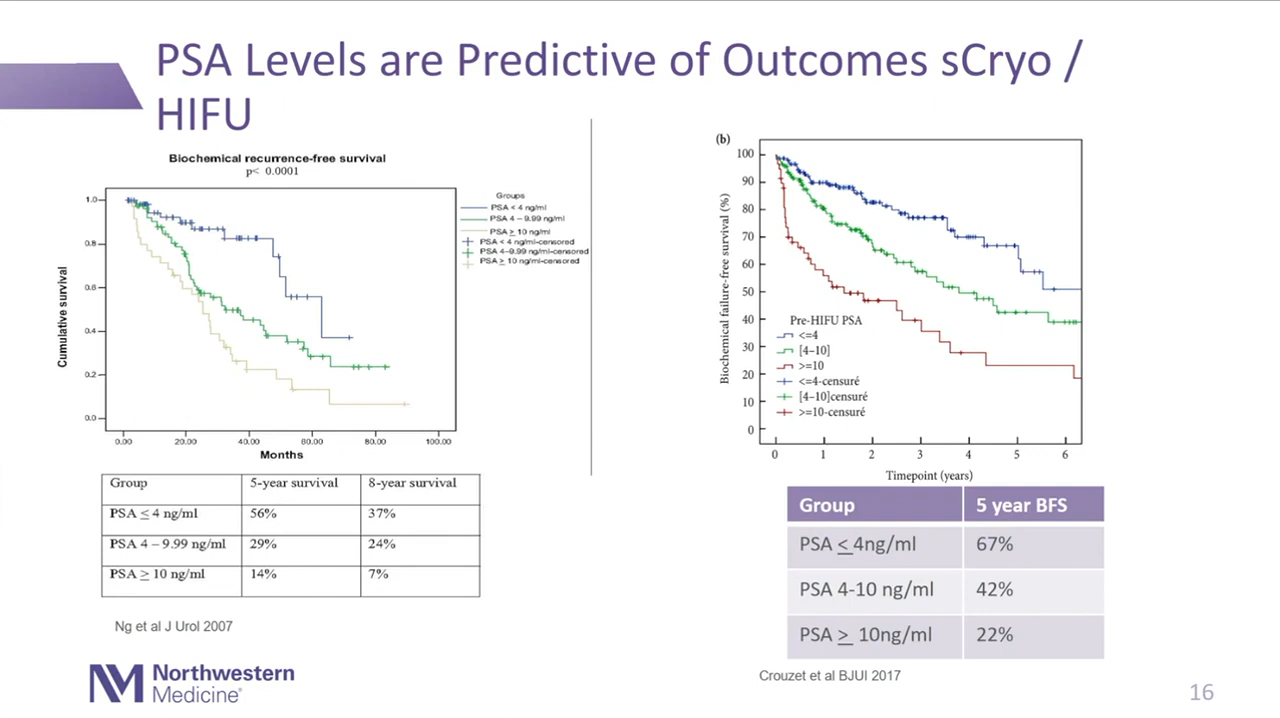 PSA Levels are Predictive of Outcomes sCryo /
HIFU
Biochemical recurrence-free survival
p< 0.0001
Cumulative survival
1.0
0.8
0.6
0.4
0.2
0.0
0.00 20.00 40.00 60.00 80.00 100.00
Months
Groups
PSA < 4 ng/ml
PSA 4 – 9.99 ng/ml
PSA ≥ 10 ng/ml
PSA < 4 ng/ml-censored
PSA 4-9.99 ng/ml-censored
PSA ≥ 10 ng/ml-censored
Group 5-year survival 8-year survival
PSA ≤ 4 ng/ml 56% 37%
PSA 4 – 9.99 ng/ml 29% 24%
PSA ≥ 10 ng/ml 14% 7%
Ng et al J Urol 2007
(b)
Biochemical failure-free survival (%)
100
90
80
70
60
50
40
30
20
10
0
Pre-HIFU PSA
<=4
[4–10]
>=10
<=4-censuré
[4–10]censuré
>=10-censuré
0 1 2 3 4 5 6
Timepoint (years)
Group 5 year BFS
PSA ≤ 4ng/ml 67%
PSA 4-10 ng/ml 42%
PSA ≥ 10ng/ml 22%
Crouzet et al BJUI 2017
Northwestern
Medicine®
16